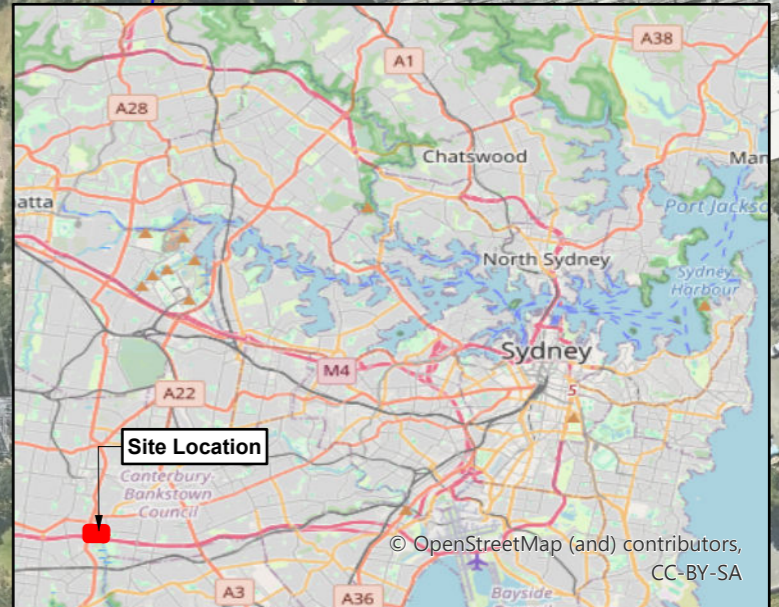 A38
A1
A28
Chatswood
Man
atta
Port Jackso
North Sydney
Sydney
Harbour
Sydney
M4
A22
5
Site Location
Canterbury-
Bankstown
Council
© OpenStreetMap (and) contributors,
CC-BY-SA
A3
A36
Bayside